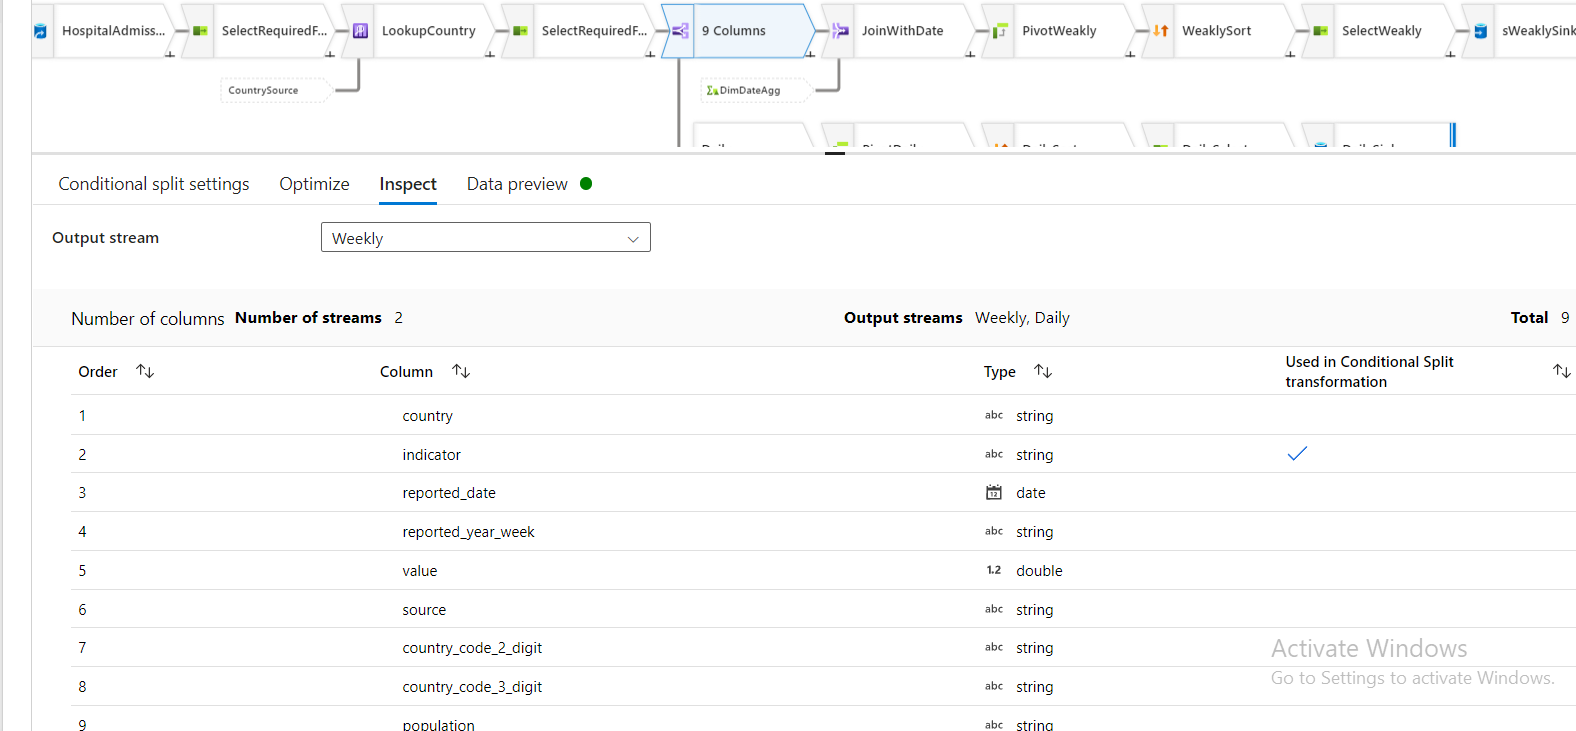 HospitalAdmiss... SelectRequiredF... LookupCountry SelectRequiredF... 9 Columns JoinWithDate PivotWeakly WeaklySort SelectWeakly sWeaklySink
CountrySource DimDateAgg
Conditional split settings Optimize Inspect Data preview
Output stream Weekly
Number of columns Number of streams 2 Output streams Weekly, Daily Total 9
Order Column Type Used in Conditional Split transformation
1 country abc string
2 indicator abc string
3 reported_date 12 date
4 reported_year_week abc string
5 value 1.2 double
6 source abc string
7 country_code_2_digit abc string
8 country_code_3_digit abc string
9 population abc string
Activate Windows
Go to Settings to activate Windows.